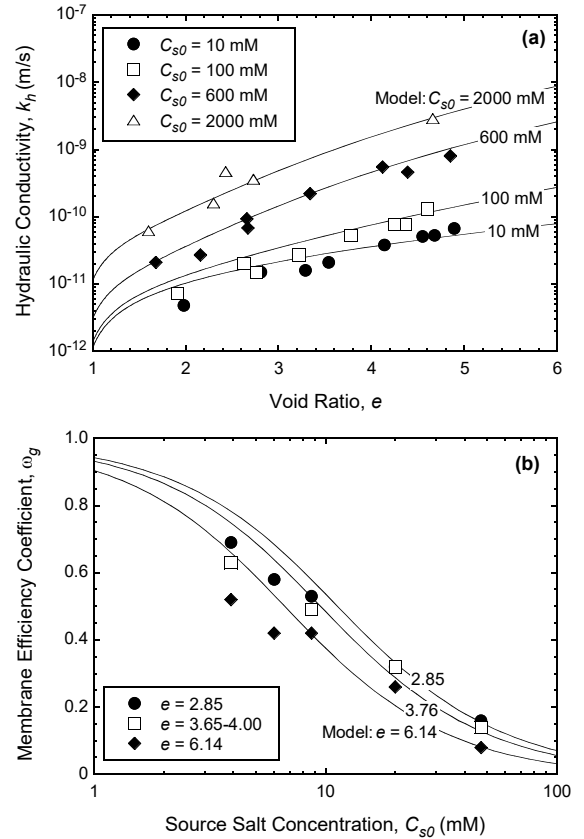 10⁻⁷
(a)
C_s0 = 10 mM
C_s0 = 100 mM
C_s0 = 600 mM
C_s0 = 2000 mM
10⁻⁸
Model: C_s0 = 2000 mM
600 mM
10⁻⁹
100 mM
10⁻¹⁰
10 mM
10⁻¹¹
10⁻¹²
Hydraulic Conductivity, k_h (m/s)
1 2 3 4 5 6
Void Ratio, e
1.0
(b)
0.8
0.6
0.4
2.85
3.76
Model: e = 6.14
0.2
0
e = 2.85
e = 3.65-4.00
e = 6.14
Membrane Efficiency Coefficient, ω_g
1 10 100
Source Salt Concentration, C_s0 (mM)